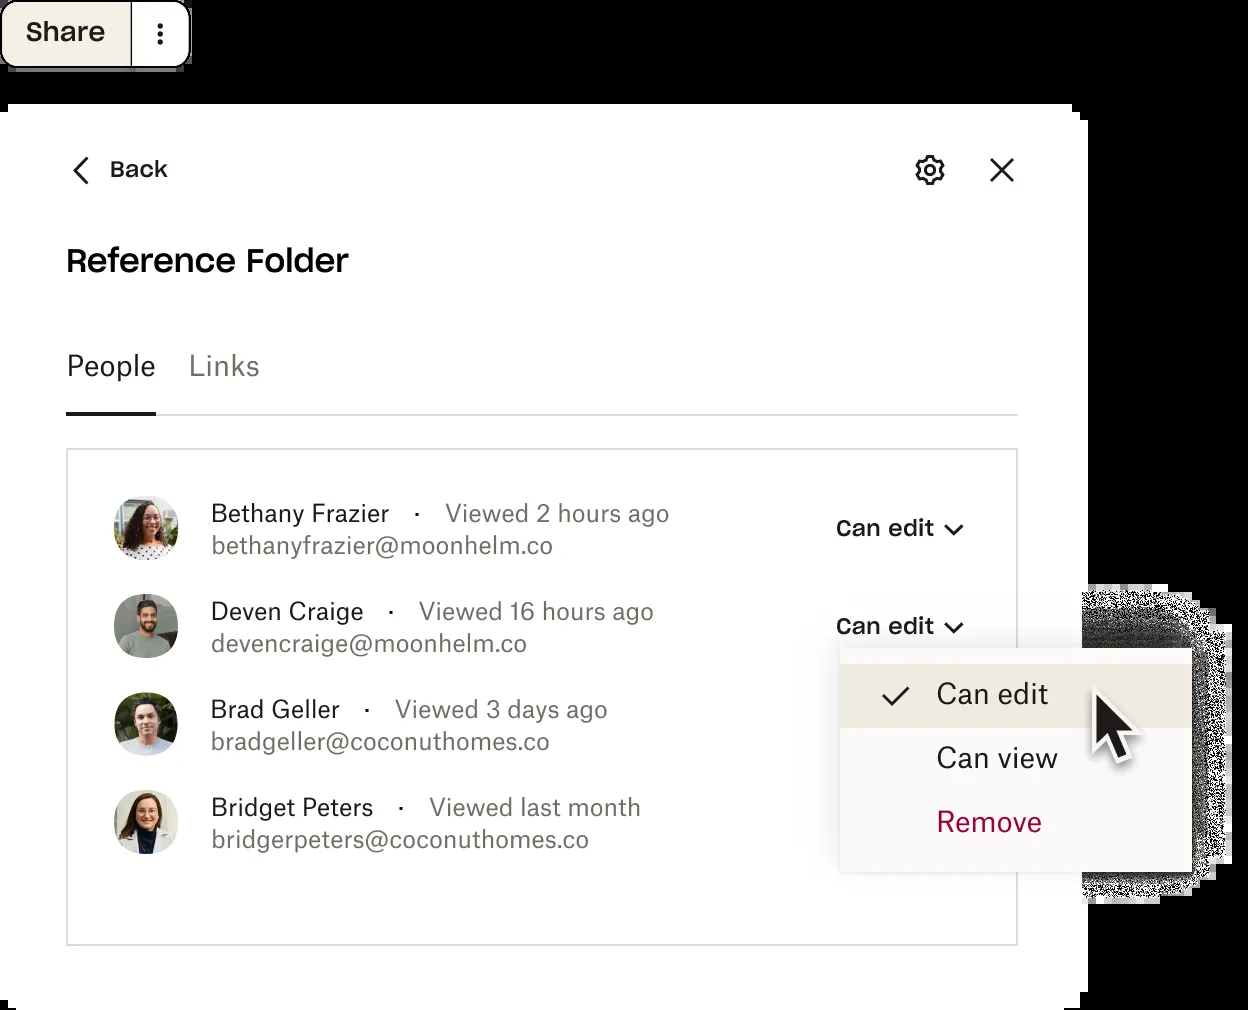 Share
Back
Reference Folder
People Links
Bethany Frazier · Viewed 2 hours ago
bethanyfrazier@moonhelm.co
Can edit
Deven Craige · Viewed 16 hours ago
devencraige@moonhelm.co
Can edit
Brad Geller · Viewed 3 days ago
bradgeller@coconuthomes.co
Bridget Peters · Viewed last month
bridgerpeters@coconuthomes.co
Can edit
Can view
Remove